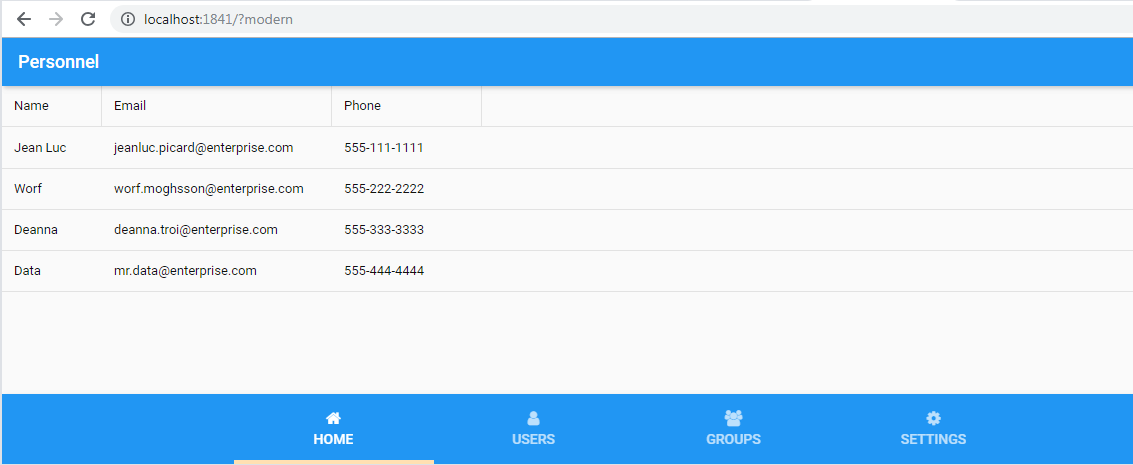 localhost:1841/?modern
Personnel
Name Email Phone
Jean Luc jeanluc.picard@enterprise.com 555-111-1111
Worf worf.moghsson@enterprise.com 555-222-2222
Deanna deanna.troi@enterprise.com 555-333-3333
Data mr.data@enterprise.com 555-444-4444
HOME USERS GROUPS SETTINGS